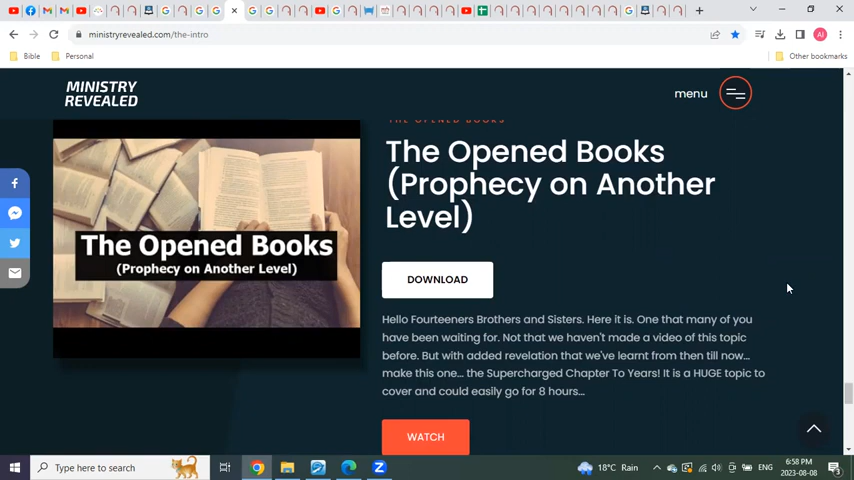 ministryrevealed.com/the-intro
Bible
Personal
Other bookmarks
MINISTRY
REVEALED
menu
THE OPENED BOOKS
The Opened Books
(Prophecy on Another
Level)
The Opened Books
(Prophecy on Another Level)
DOWNLOAD
Hello Fourteeners Brothers and Sisters. Here it is. One that many of you
have been waiting for. Not that we haven't made a video of this topic
before. But with added revelation that we've learnt from then till now...
make this one... the Supercharged Chapter To Years! It is a HUGE topic to
cover and could easily go for 8 hours...
WATCH
Type here to search
18°C Rain
ENG
6:58 PM
2023-08-08